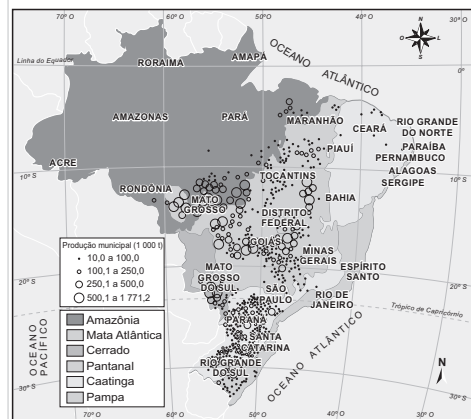 70°O 60°O 50°O 40°O 30°O
N
O L
S
OCEANO ATLÂNTICO
Linha do Equador
0°
0°
RORAIMA
AMAPÁ
AMAZONAS
PARÁ
MARANHÃO
CEARÁ
RIO GRANDE
DO NORTE
PARAÍBA
PERNAMBUCO
ALAGOAS
SERGIPE
PIAUÍ
ACRE
10°S
10°S
RONDÔNIA
TOCANTINS
MATO
GROSSO
BAHIA
DISTRITO
FEDERAL
GOIÁS
MINAS
GERAIS
ESPÍRITO
SANTO
MATO
GROSSO
DO SUL
SÃO
PAULO
RIO DE
JANEIRO
20°S
20°S
Trópico de Capricórnio
PARANÁ
SANTA
CATARINA
RIO GRANDE
DO SUL
OCEANO ATLÂNTICO
OCEANO
PACÍFICO
30°S
30°S
N
Produção municipal (1 000 t)
10,0 a 100,0
100,1 a 250,0
250,1 a 500,0
500,1 a 1 771,2
Amazônia
Mata Atlântica
Cerrado
Pantanal
Caatinga
Pampa
70°O 60°O 50°O 40°O 30°O